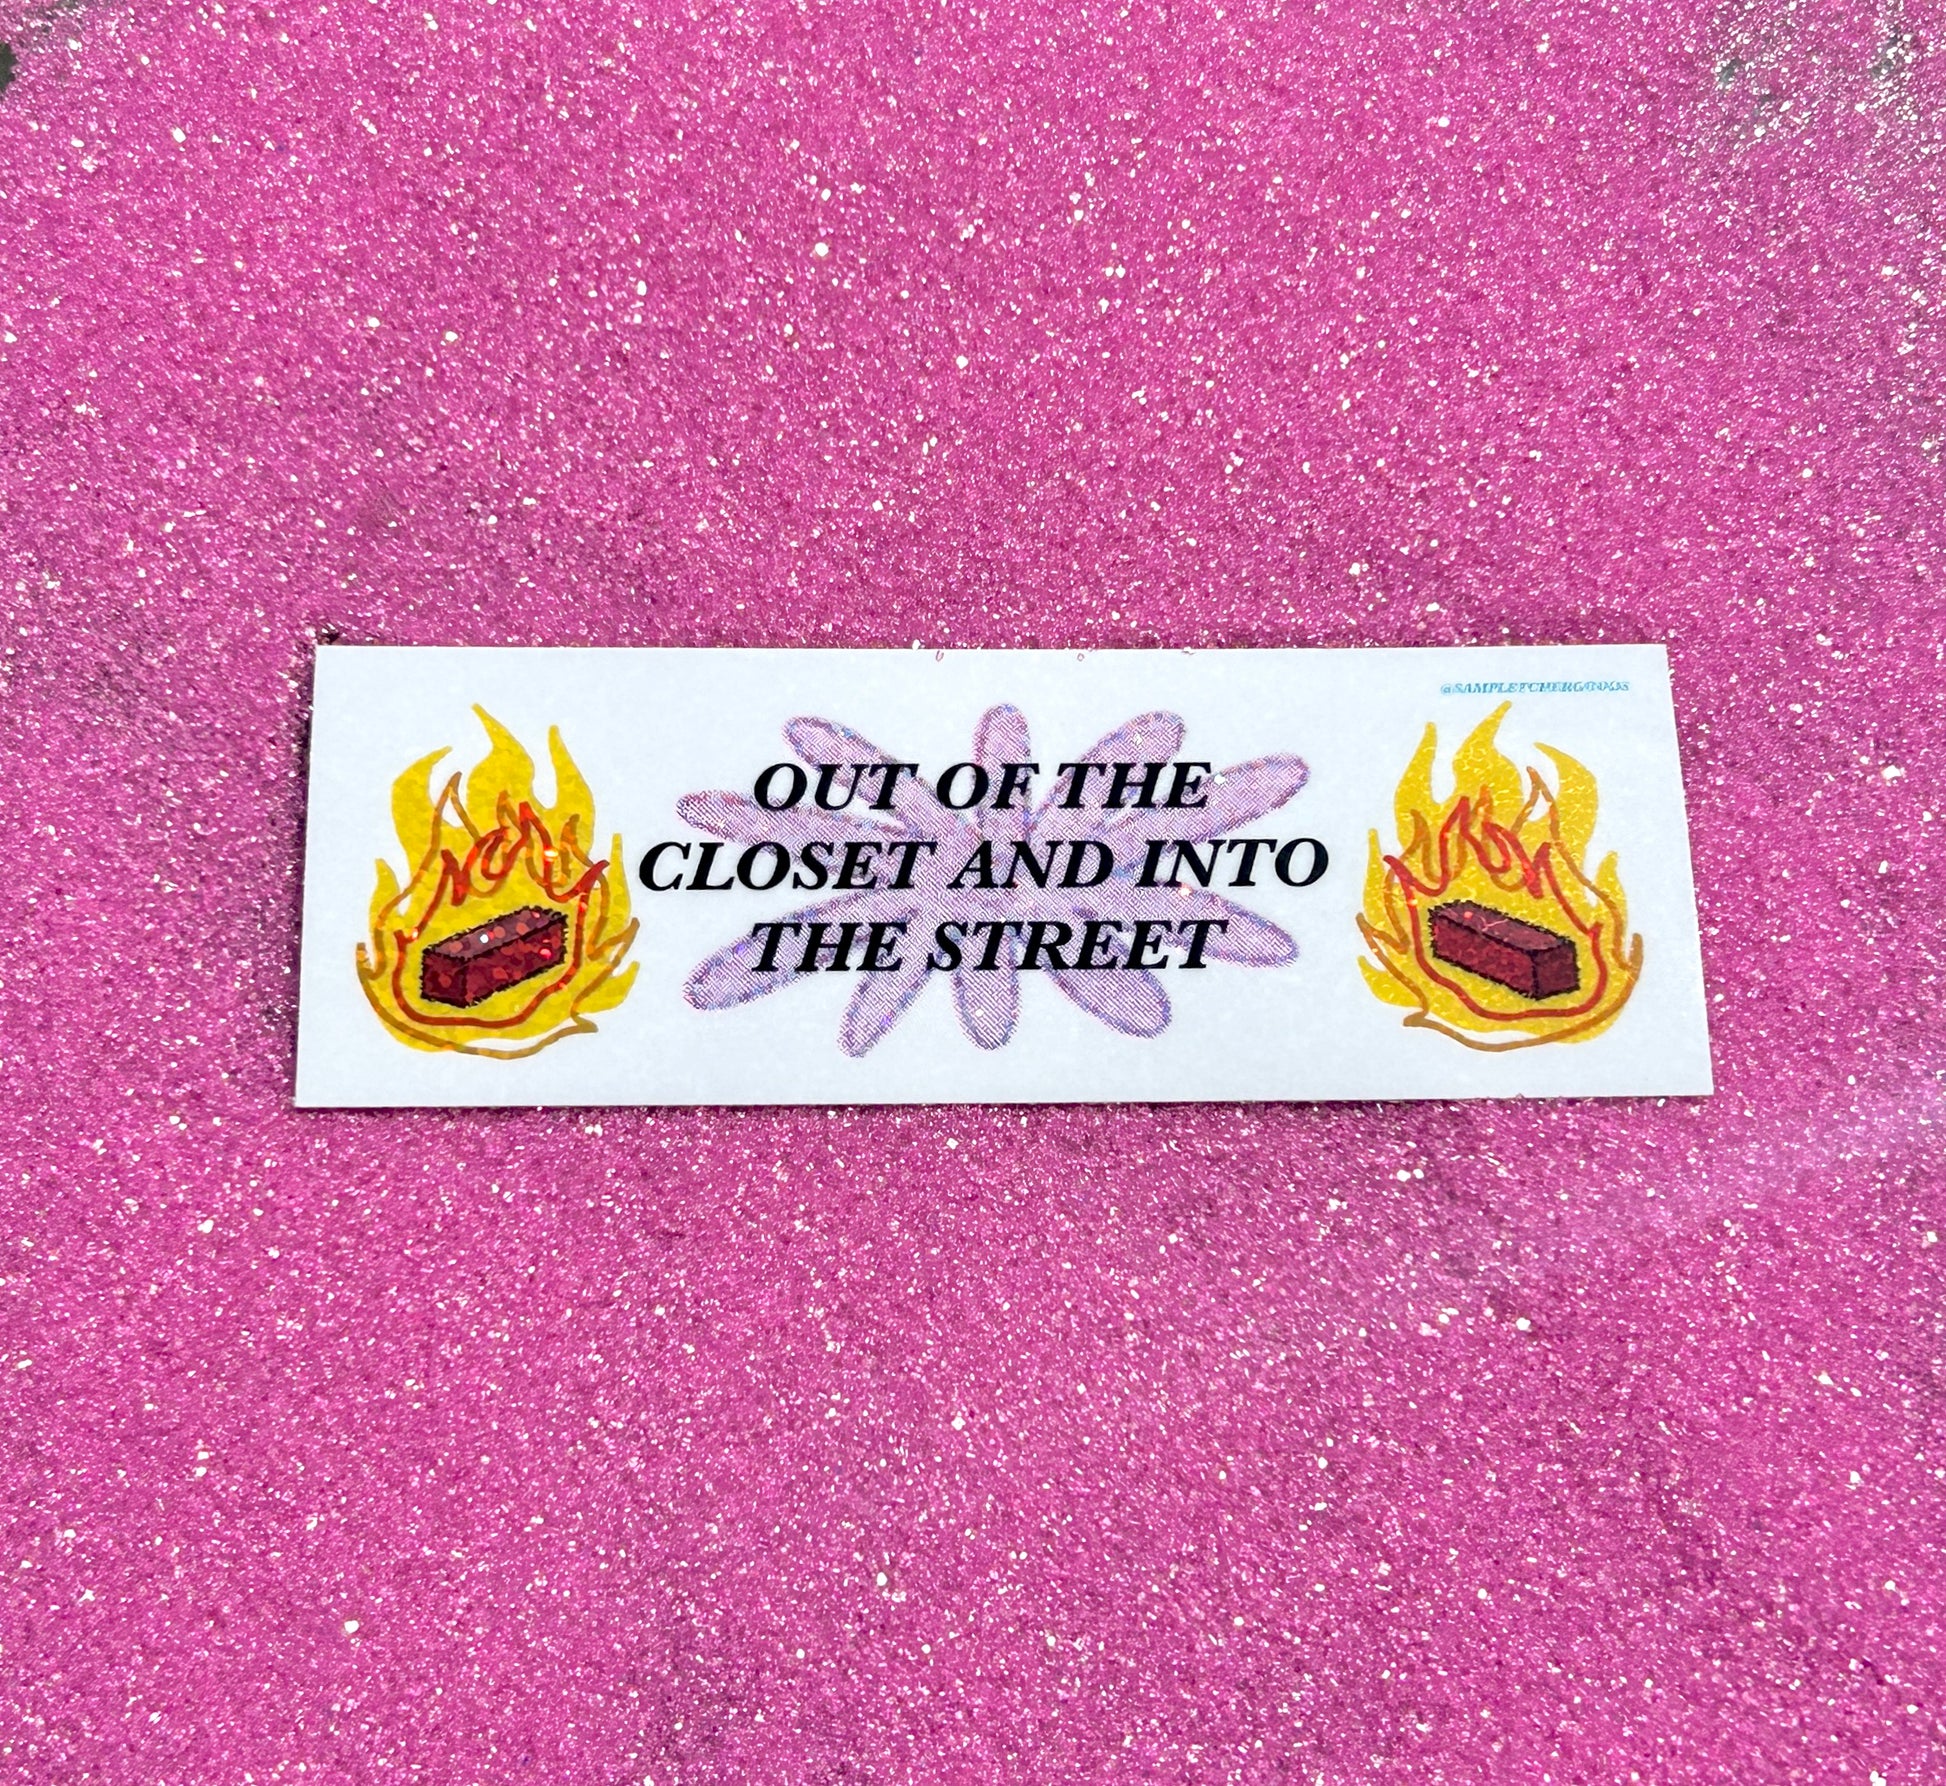 OUT OF THE
CLOSET AND INTO
THE STREET